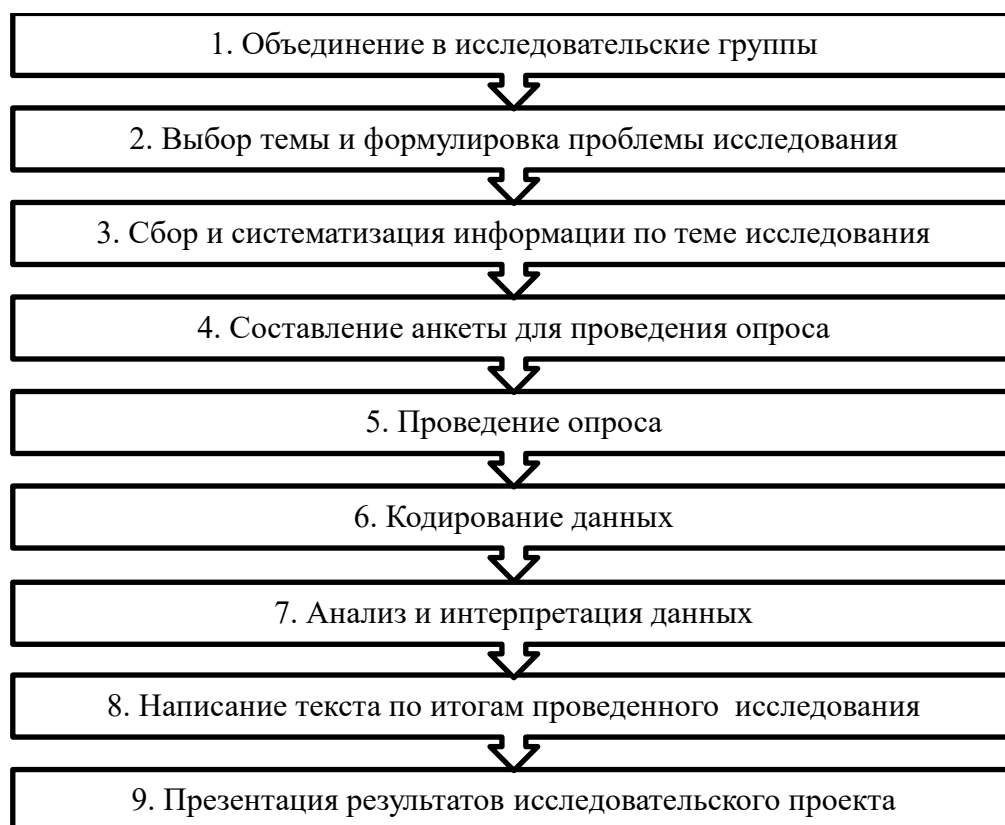 1. Объединение в исследовательские группы
2. Выбор темы и формулировка проблемы исследования
3. Сбор и систематизация информации по теме исследования
4. Составление анкеты для проведения опроса
5. Проведение опроса
6. Кодирование данных
7. Анализ и интерпретация данных
8. Написание текста по итогам проведенного исследования
9. Презентация результатов исследовательского проекта